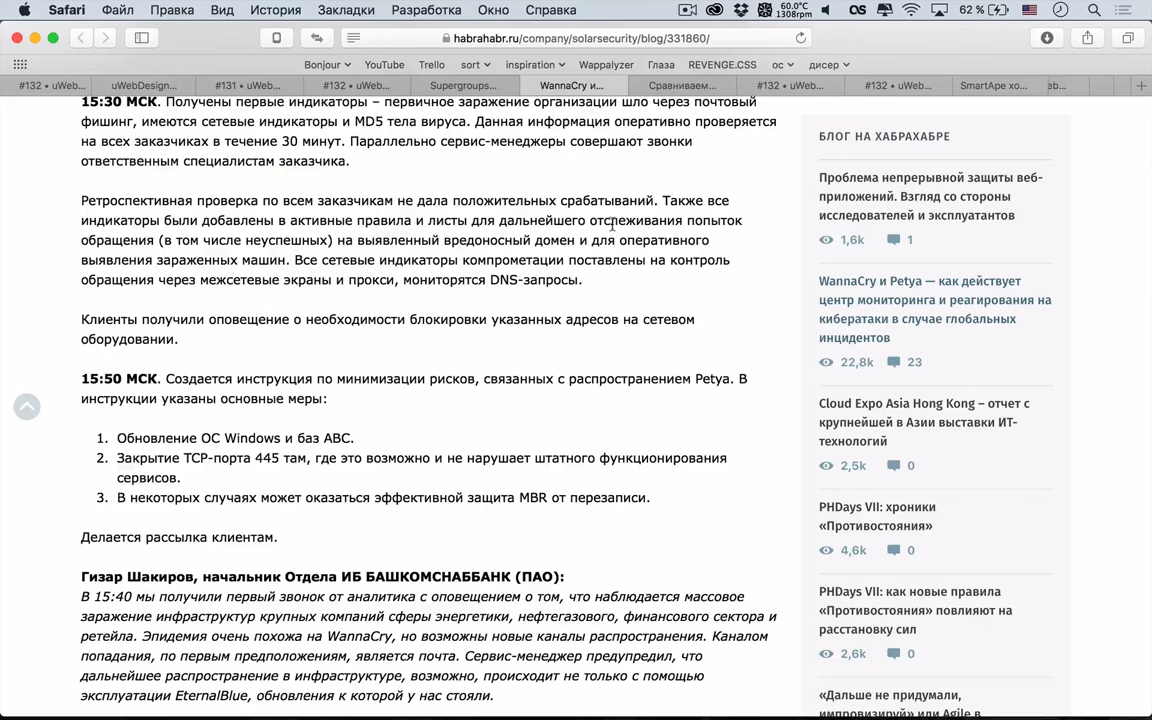 Safari Файл Правка Вид История Закладки Разработка Окно Справка 60.0°C 1308rpm OS 62 %
habrahabr.ru/company/solarsecurity/blog/331860/
Bonjour YouTube Trello sort inspiration Wappalyzer Глаза REVENGE.CSS ос дисер
#132 • uWeb... uWebDesign... #131 • uWeb... #132 • uWeb... Supergroups... WannaCry и... Сравниваем... #132 • uWeb... #132 • uWeb... SmartApe хо...
15:30 МСК. Получены первые индикаторы – первичное заражение организации шло через почтовый
фишинг, имеются сетевые индикаторы и MD5 тела вируса. Данная информация оперативно проверяется
на всех заказчиках в течение 30 минут. Параллельно сервис-менеджеры совершают звонки
ответственным специалистам заказчика.
Ретроспективная проверка по всем заказчикам не дала положительных срабатываний. Также все
индикаторы были добавлены в активные правила и листы для дальнейшего отслеживания попыток
обращения (в том числе неуспешных) на выявленный вредоносный домен и для оперативного
выявления зараженных машин. Все сетевые индикаторы компрометации поставлены на контроль
обращения через межсетевые экраны и прокси, мониторятся DNS-запросы.
Клиенты получили оповещение о необходимости блокировки указанных адресов на сетевом
оборудовании.
15:50 МСК. Создается инструкция по минимизации рисков, связанных с распространением Petya. В
инструкции указаны основные меры:
1. Обновление ОС Windows и баз АВС.
2. Закрытие TCP-порта 445 там, где это возможно и не нарушает штатного функционирования
сервисов.
3. В некоторых случаях может оказаться эффективной защита MBR от перезаписи.
Делается рассылка клиентам.
Гизар Шакиров, начальник Отдела ИБ БАШКОМСНАББАНК (ПАО):
В 15:40 мы получили первый звонок от аналитика с оповещением о том, что наблюдается массовое
заражение инфраструктур крупных компаний сферы энергетики, нефтегазового, финансового сектора и
ретейла. Эпидемия очень похожа на WannaCry, но возможны новые каналы распространения. Каналом
попадания, по первым предположениям, является почта. Сервис-менеджер предупредил, что
дальнейшее распространение в инфраструктуре, возможно, происходит не только с помощью
эксплуатации EternalBlue, обновления к которой у нас стояли.
БЛОГ НА ХАБРАХАБРЕ
Проблема непрерывной защиты веб-
приложений. Взгляд со стороны
исследователей и эксплуатантов
1,6k 1
WannaCry и Petya — как действует
центр мониторинга и реагирования на
кибератаки в случае глобальных
инцидентов
22,8k 23
Cloud Expo Asia Hong Kong – отчет с
крупнейшей в Азии выставки ИТ-
технологий
2,5k 0
PHDays VII: хроники
«Противостояния»
4,6k 0
PHDays VII: как новые правила
«Противостояния» повлияют на
расстановку сил
2,6k 0
«Дальше не придумали,
импровизируй» или Agile в